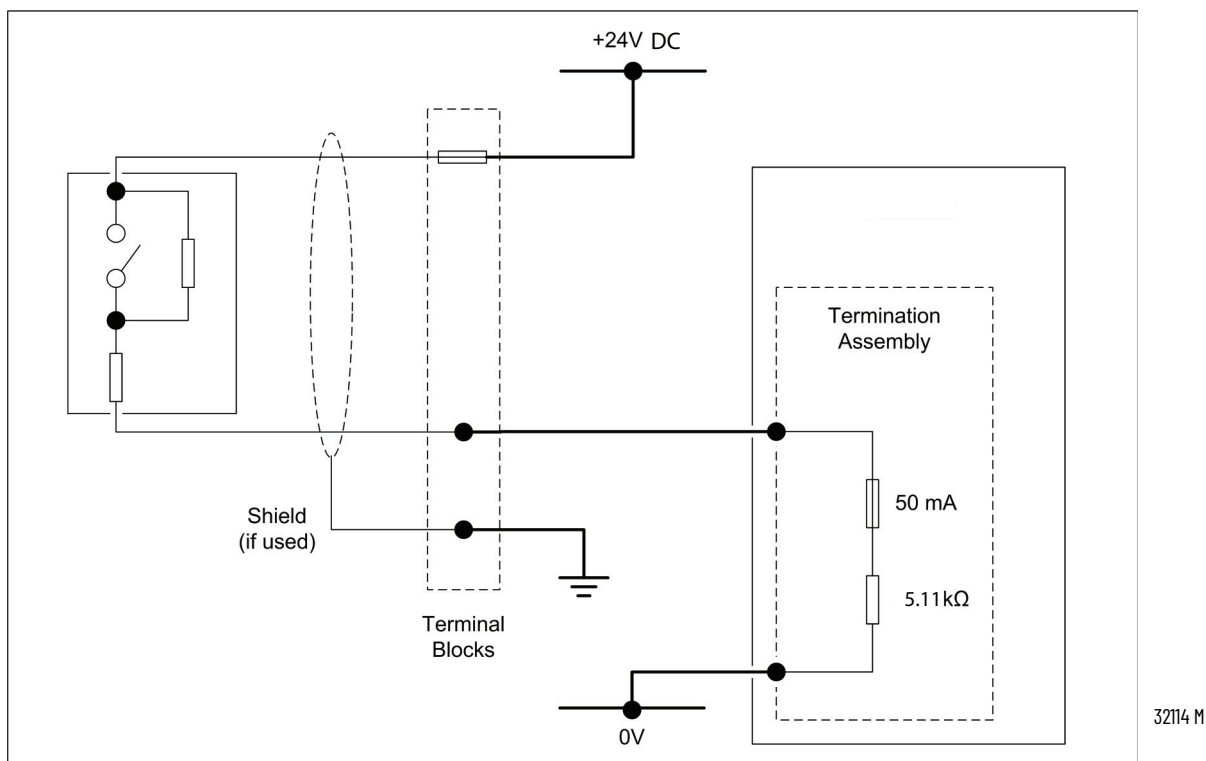 +24V DC
Termination
Assembly
50 mA
Shield
(if used)
5.11kΩ
Terminal
Blocks
0V
32114 M